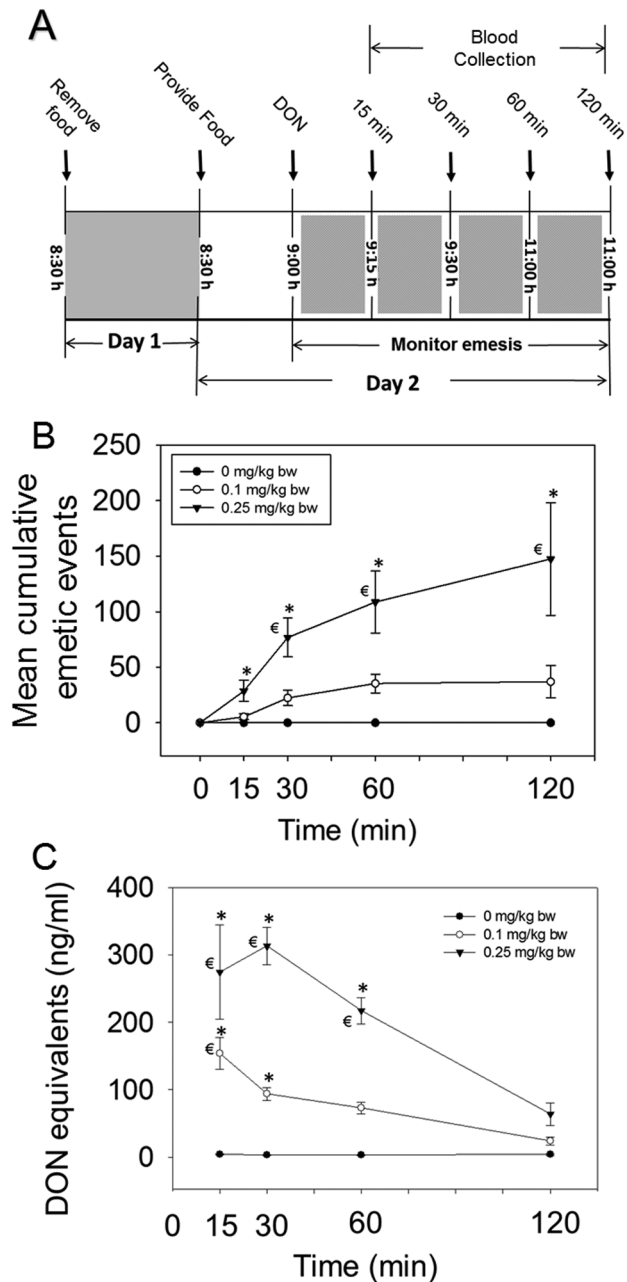 A
Blood
Collection
Remove
food
Provide Food
DON
15 min
30 min
60 min
120 min
8:30 h
8:30 h
9:00 h
9:15 h
9:30 h
11:00 h
11:00 h
Day 1
Monitor emesis
Day 2
B
Mean cumulative
emetic events
250
200
150
100
50
0
0 mg/kg bw
0.1 mg/kg bw
0.25 mg/kg bw
* € * € * € *
0 15 30 60 120
Time (min)
C
DON equivalents (ng/ml)
400
300
200
100
0
0 mg/kg bw
0.1 mg/kg bw
0.25 mg/kg bw
€ * € * € *
€ * *
0 15 30 60 120
Time (min)